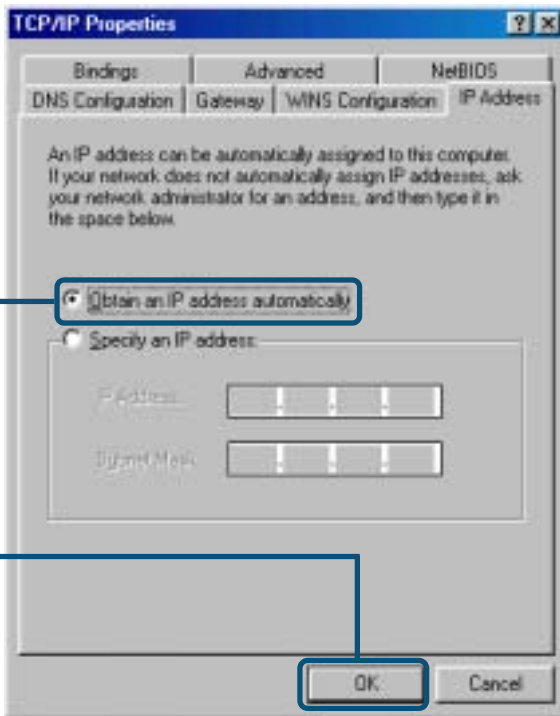 TCP/IP Properties
Bindings Advanced NetBIOS
DNS Configuration Gateway WINS Configuration IP Address
An IP address can be automatically assigned to this computer.
If your network does not automatically assign IP addresses, ask
your network administrator for an address, and then type it in
the space below.
Obtain an IP address automatically
Specify an IP address:
IP Address:
Subnet Mask:
OK Cancel